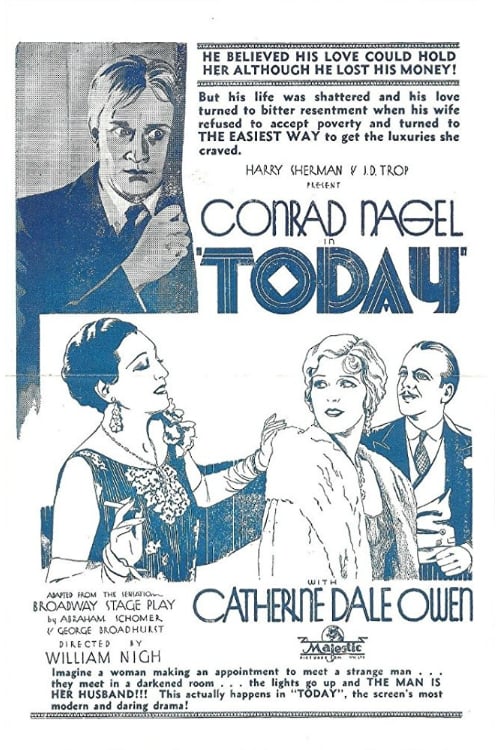 HE BELIEVED HIS LOVE COULD HOLD
HER ALTHOUGH HE LOST HIS MONEY!
But his life was shattered and his love
turned to bitter resentment when his wife
refused to accept poverty and turned to
THE EASIEST WAY to get the luxuries she
craved.
HARRY SHERMAN & J.D. TROP
PRESENT
CONRAD NAGEL
in
"TODAY"
WITH
CATHERINE DALE OWEN
ADAPTED FROM THE SENSATIONAL
BROADWAY STAGE PLAY
by ABRAHAM SCHOMER
& GEORGE BROADHURST
DIRECTED BY
WILLIAM NIGH
Majestic
Imagine a woman making an appointment to meet a strange man . . .
they meet in a darkened room . . . the lights go up and THE MAN IS
HER HUSBAND!!! This actually happens in "TODAY", the screen's most
modern and daring drama!